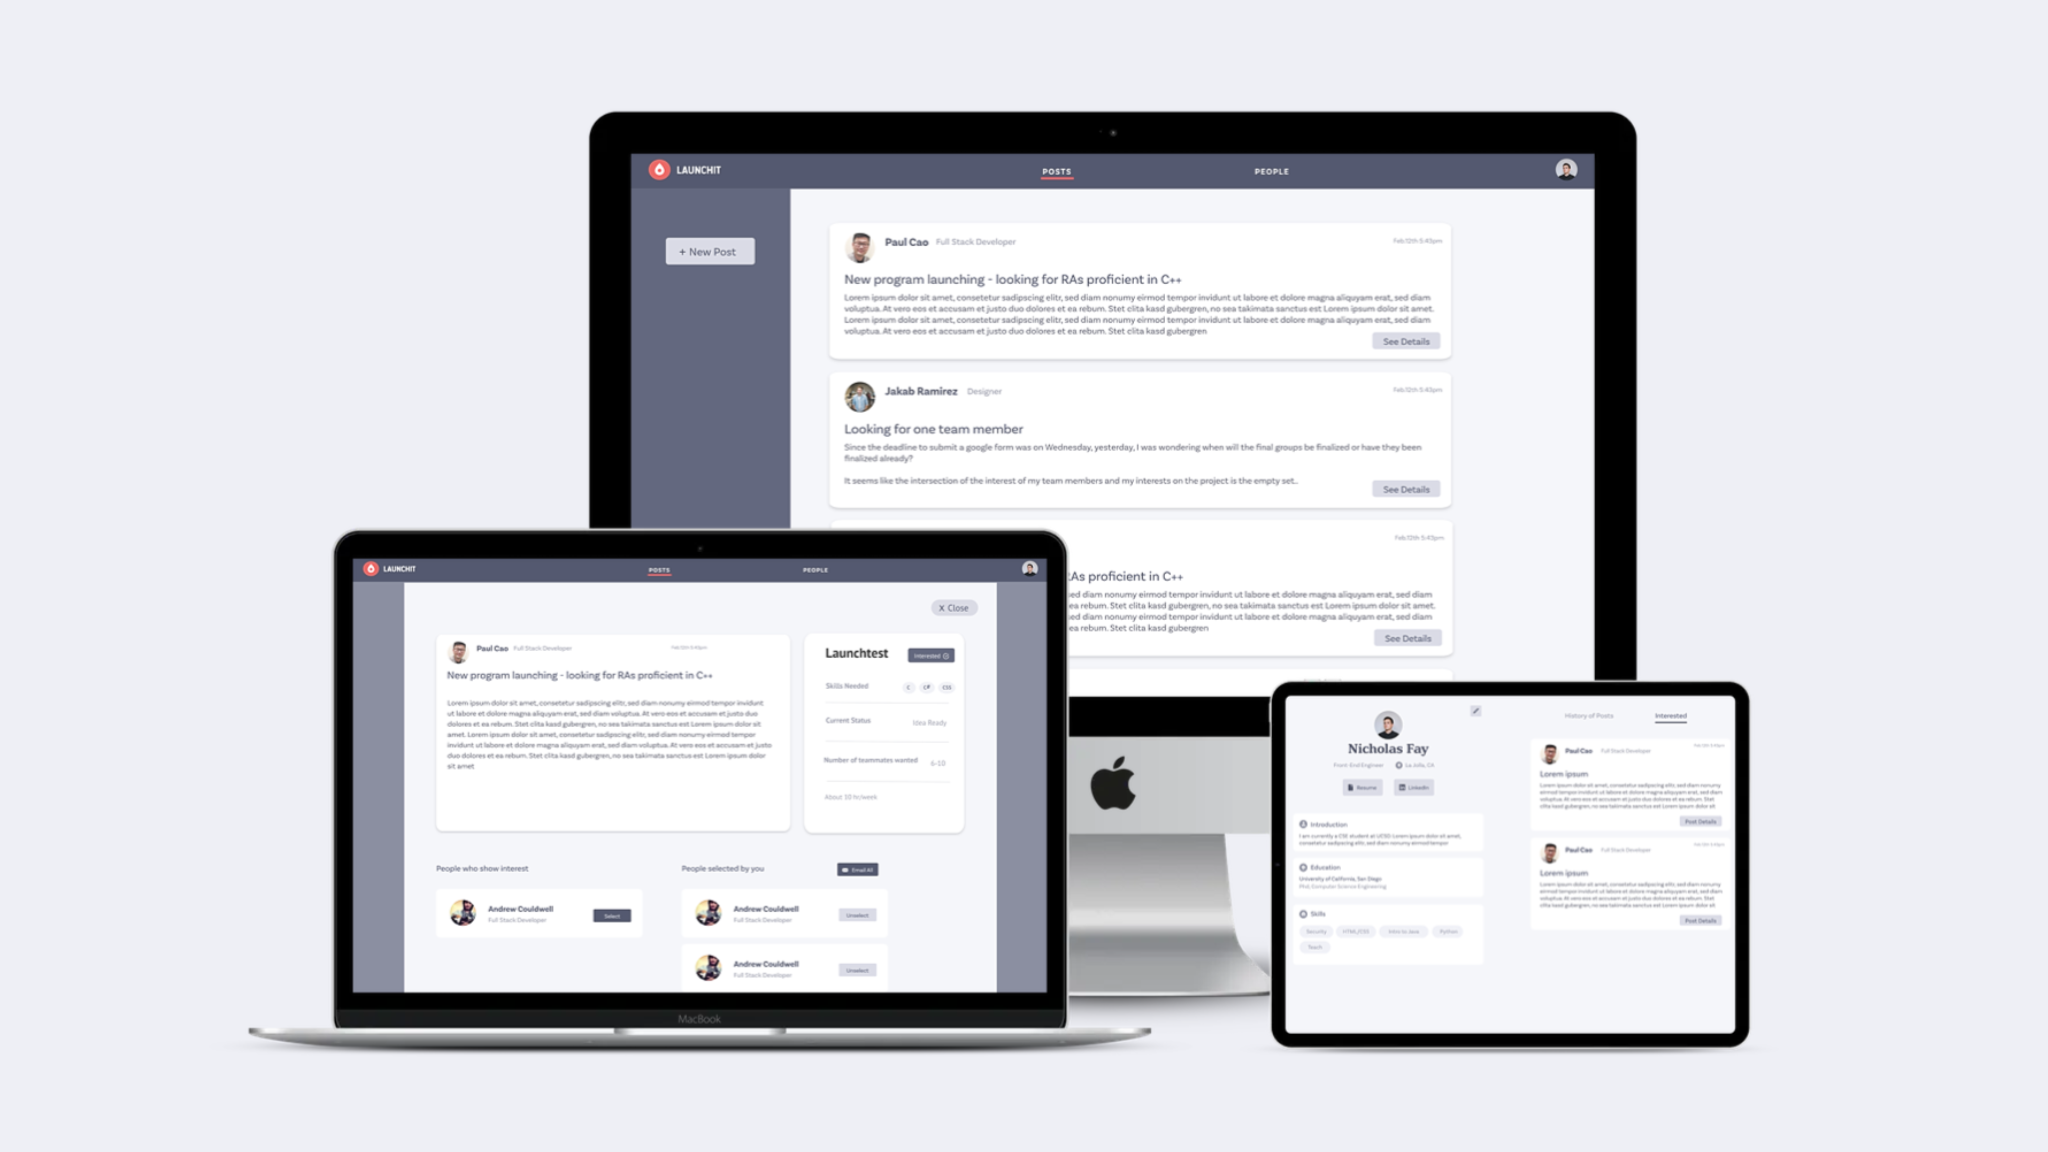 LAUNCHIT
POSTS
PEOPLE
+ New Post
Paul Cao Full Stack Developer
Feb 12th 5:43pm
New program launching - looking for RAs proficient in C++
Lorem ipsum dolor sit amet, consetetur sadipscing elitr, sed diam nonumy eirmod tempor invidunt ut labore et dolore magna aliquyam erat, sed diam
voluptua. At vero eos et accusam et justo duo dolores et ea rebum. Stet clita kasd gubergren, no sea takimata sanctus est Lorem ipsum dolor sit amet.
Lorem ipsum dolor sit amet, consetetur sadipscing elitr, sed diam nonumy eirmod tempor invidunt ut labore et dolore magna aliquyam erat, sed diam
voluptua. At vero eos et accusam et justo duo dolores et ea rebum. Stet clita kasd gubergren
See Details
Jakab Ramirez Designer
Feb 12th 5:43pm
Looking for one team member
Since the deadline to submit a google form was on Wednesday, yesterday, I was wondering when will the final groups be finalized or have they been
finalized already?
It seems like the intersection of the interest of my team members and my interests on the project is the empty set..
See Details
Feb 12th 5:43pm
RAs proficient in C++
sed diam nonumy eirmod tempor invidunt ut labore et dolore magna aliquyam erat, sed diam
ea rebum. Stet clita kasd gubergren, no sea takimata sanctus est Lorem ipsum dolor sit amet.
sed diam nonumy eirmod tempor invidunt ut labore et dolore magna aliquyam erat, sed diam
ea rebum. Stet clita kasd gubergren
See Details
LAUNCHIT
POSTS
PEOPLE
X Close
Paul Cao Full Stack Developer
New program launching - looking for RAs proficient in C++
Lorem ipsum dolor sit amet, consetetur sadipscing elitr, sed diam nonumy eirmod tempor invidunt
ut labore et dolore magna aliquyam erat, sed diam voluptua. At vero eos et accusam et justo duo
dolores et ea rebum. Stet clita kasd gubergren, no sea takimata sanctus est Lorem ipsum dolor sit
amet. Lorem ipsum dolor sit amet, consetetur sadipscing elitr, sed diam nonumy eirmod tempor
invidunt ut labore et dolore magna aliquyam erat, sed diam voluptua. At vero eos et accusam et justo
duo dolores et ea rebum. Stet clita kasd gubergren, no sea takimata sanctus est Lorem ipsum dolor
sit amet
Launchtest
Interested
Skills Needed
C C# CSS
Current Status
Idea Ready
Number of teammates wanted
6-10
About 10 hr/week
People who show interest
Andrew Couldwell
Full Stack Developer
Select
People selected by you
Email All
Andrew Couldwell
Full Stack Developer
Unselect
Andrew Couldwell
Full Stack Developer
Unselect
MacBook
Nicholas Fay
Front-End Engineer
La Jolla, CA
Resume
LinkedIn
Introduction
I am currently a CSE student at UCSD. Lorem ipsum dolor sit amet,
consetetur sadipscing elitr, sed diam nonumy eirmod tempor
Education
University of California, San Diego
PhD, Computer Science Engineering
Skills
Security
HTML/CSS
Intro to Java
Python
Teach
History of Posts
Interested
Paul Cao Full Stack Developer
Lorem ipsum
Lorem ipsum dolor sit amet, consetetur sadipscing elitr, sed diam nonumy
eirmod tempor invidunt ut labore et dolore magna aliquyam erat, sed diam
voluptua. At vero eos et accusam et justo duo dolores et ea rebum. Stet clita
kasd gubergren, no sea takimata sanctus est Lorem ipsum dolor sit
Post Details
Paul Cao Full Stack Developer
Lorem ipsum
Lorem ipsum dolor sit amet, consetetur sadipscing elitr, sed diam nonumy
eirmod tempor invidunt ut labore et dolore magna aliquyam erat, sed diam
voluptua. At vero eos et accusam et justo duo dolores et ea rebum. Stet clita
kasd gubergren, no sea takimata sanctus est Lorem ipsum dolor sit
Post Details